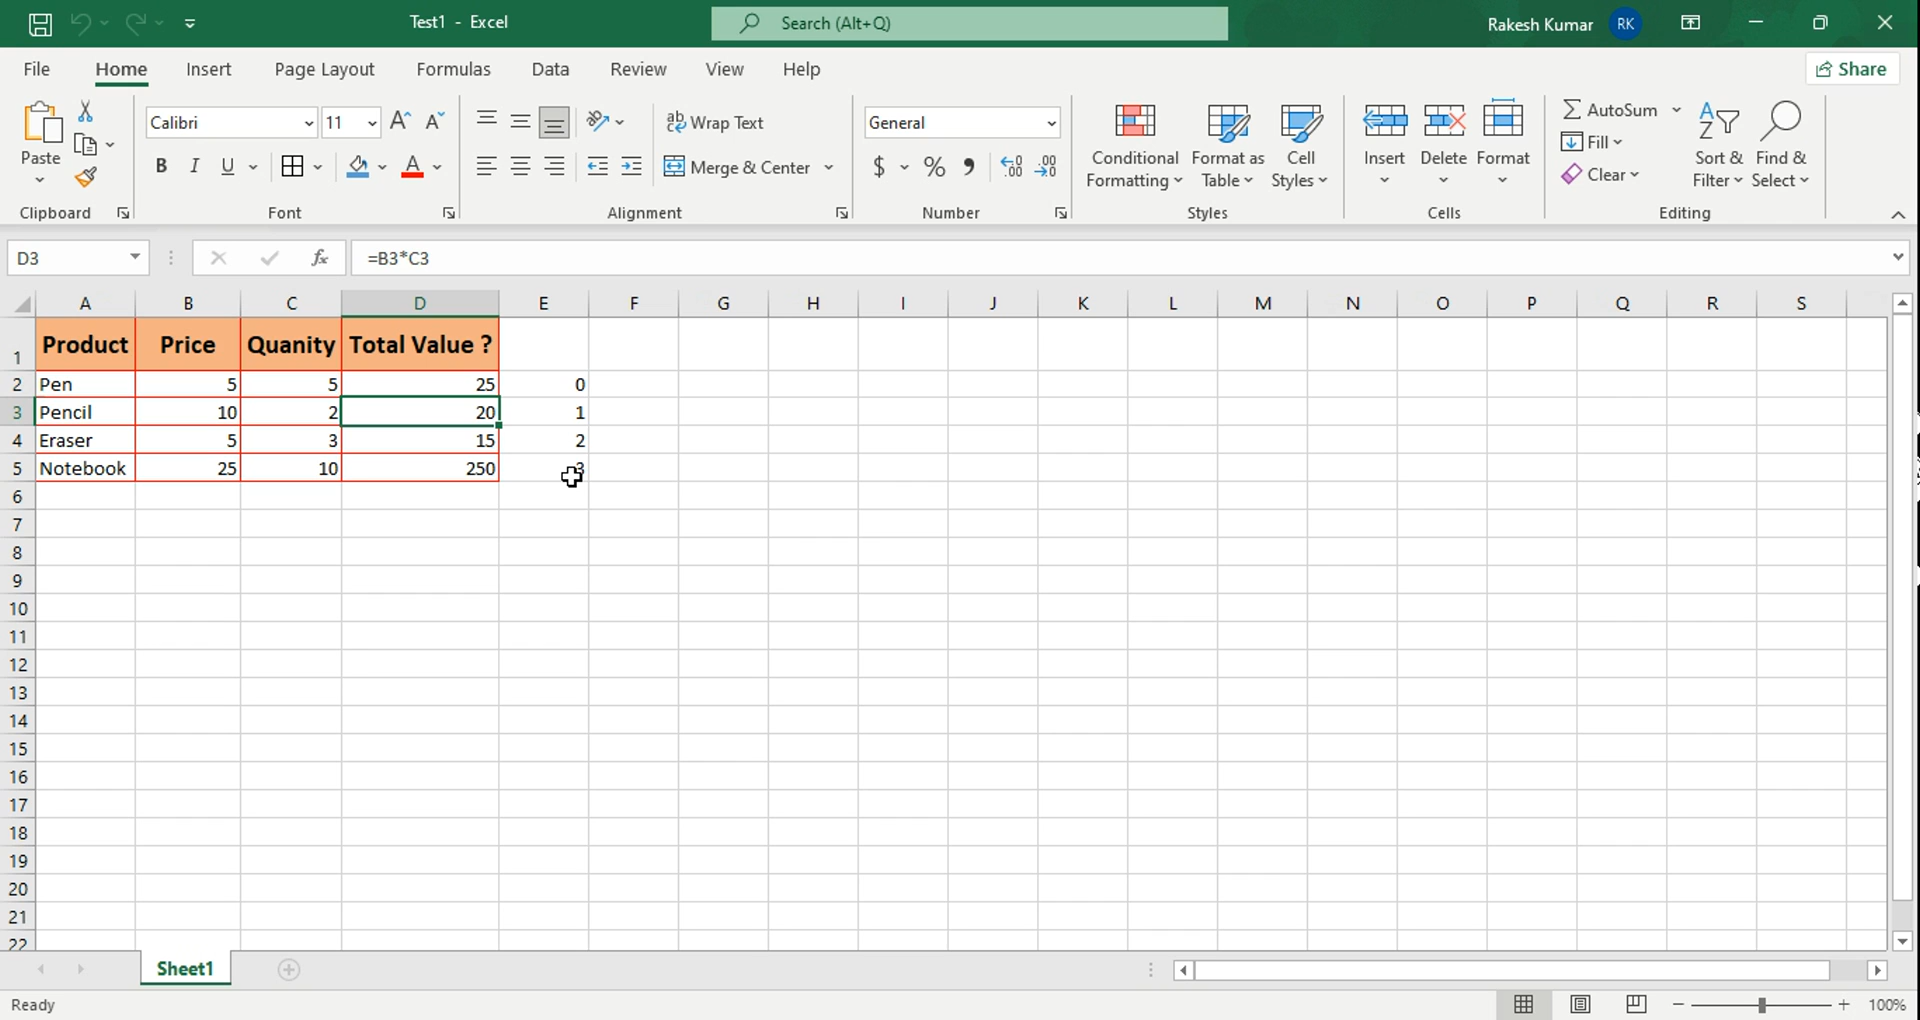 Test1 - Excel
Search (Alt+Q)
Rakesh Kumar RK
File Home Insert Page Layout Formulas Data Review View Help
Share
Calibri 11
Wrap Text
General
AutoSum
Paste
B I U A
Merge & Center
$ % 9
Conditional Formatting
Format as Table
Cell Styles
Insert Delete Format
Fill
Clear
Sort & Filter
Find & Select
Clipboard Font Alignment Number Styles Cells Editing
D3 fx =B3*C3
A B C D E F G H I J K L M N O P Q R S
1 Product Price Quanity Total Value ?
2 Pen 5 5 25 0
3 Pencil 10 2 20 1
4 Eraser 5 3 15 2
5 Notebook 25 10 250 3
6
7
8
9
10
11
12
13
14
15
16
17
18
19
20
21
22
Sheet1
Ready
100%